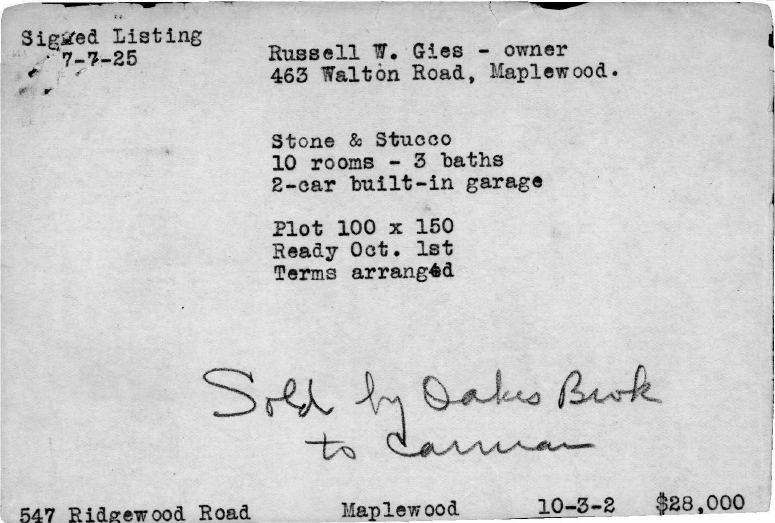 Signed Listing
7-7-25
Russell W. Gies - owner
463 Walton Road, Maplewood.
Stone & Stucco
10 rooms - 3 baths
2-car built-in garage
Plot 100 x 150
Ready Oct. 1st
Terms arranged
Sold by Oakes Brok
to Carman
547 Ridgewood Road Maplewood 10-3-2 $28,000